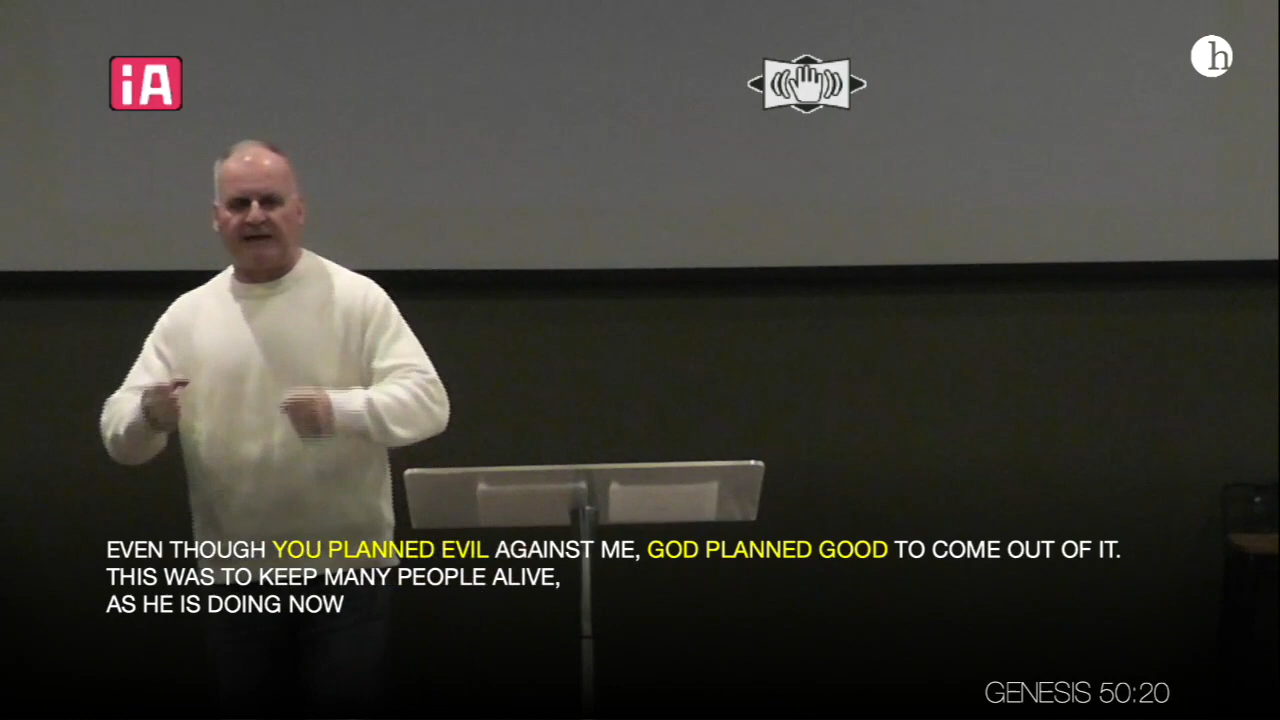 iA
h
EVEN THOUGH YOU PLANNED EVIL AGAINST ME, GOD PLANNED GOOD TO COME OUT OF IT.
THIS WAS TO KEEP MANY PEOPLE ALIVE,
AS HE IS DOING NOW
GENESIS 50:20